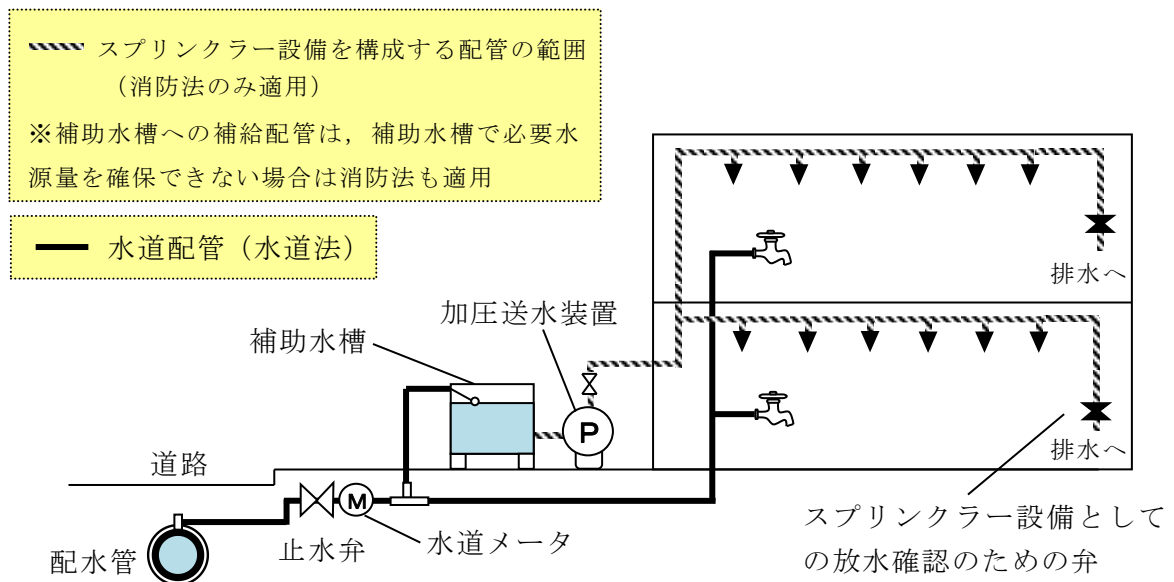 スプリンクラー設備を構成する配管の範囲
（消防法のみ適用）
※補助水槽への補給配管は，補助水槽で必要水
源量を確保できない場合は消防法も適用
水道配管（水道法）
排水へ
加圧送水装置
補助水槽
P
排水へ
道路
M
配水管
止水弁
水道メータ
スプリンクラー設備として
の放水確認のための弁